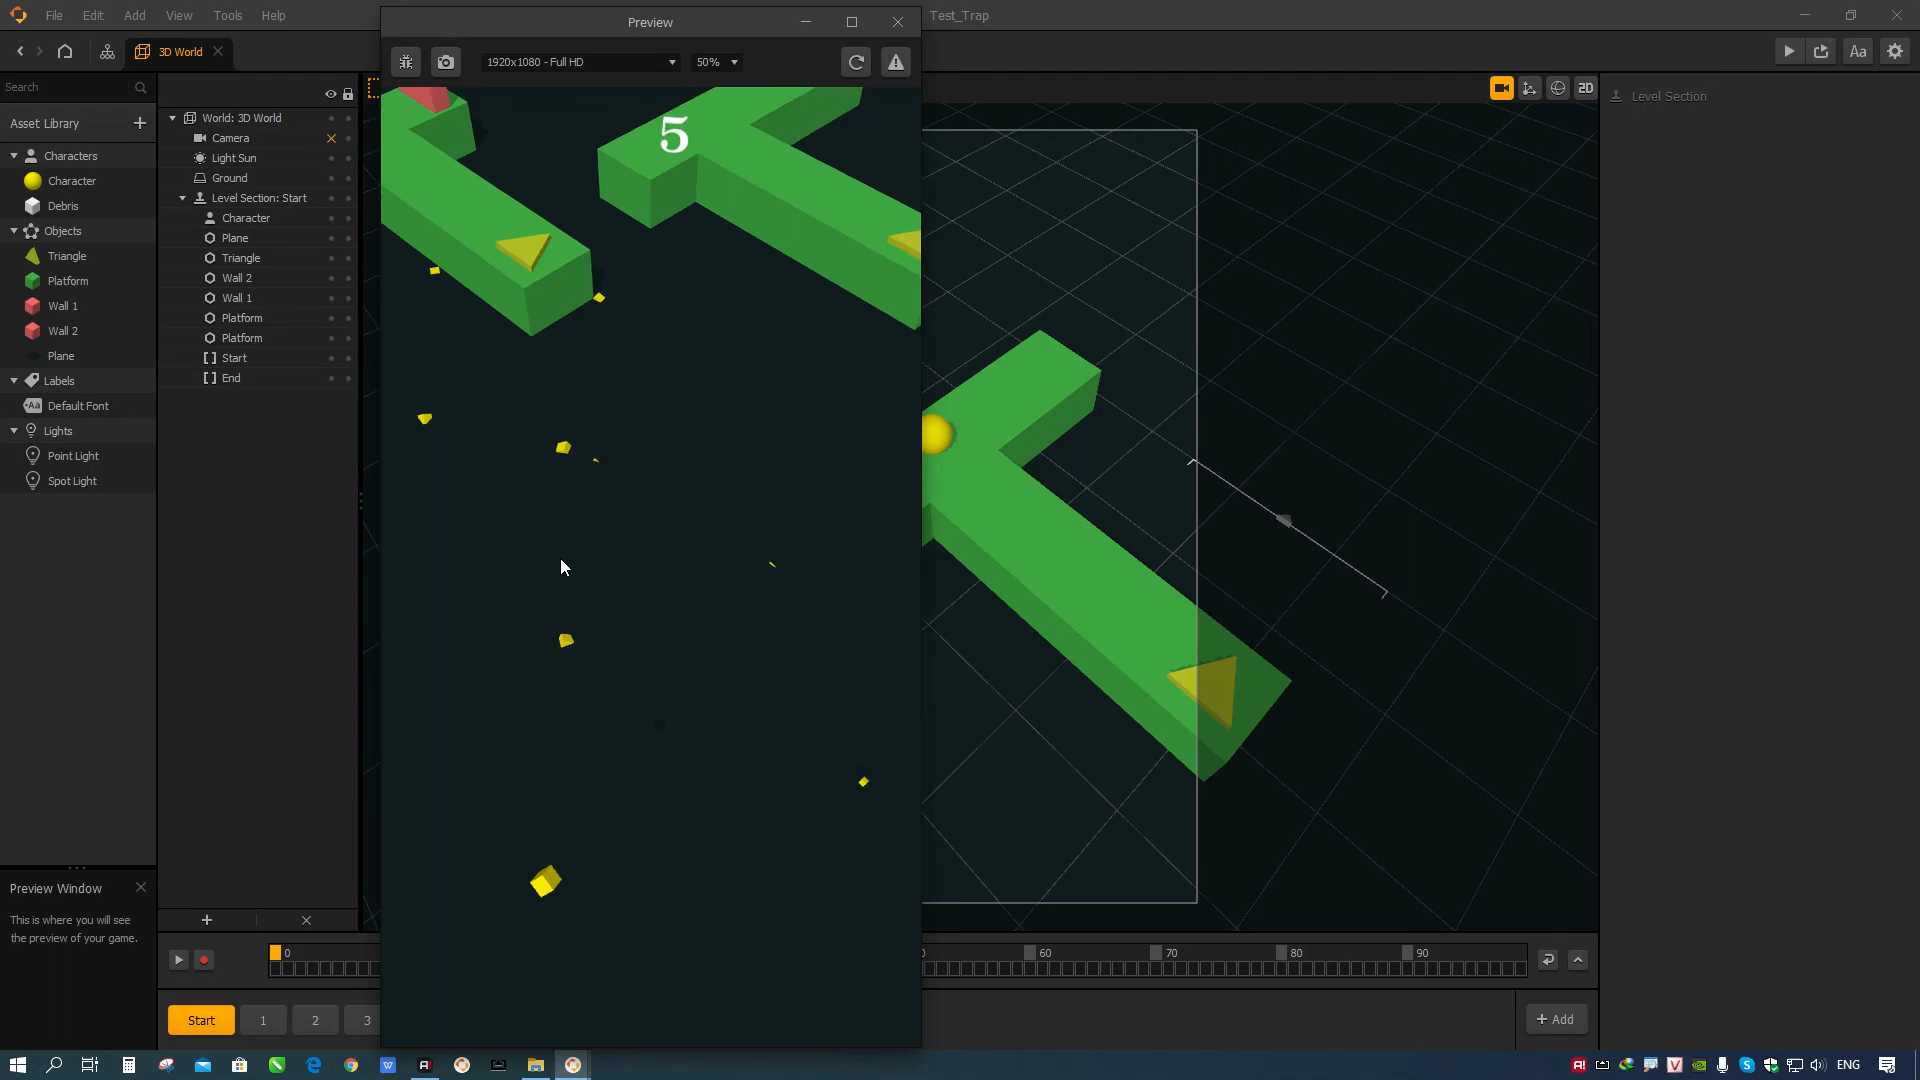 File Edit Add View Tools Help
Preview
Test_Trap
3D World
1920x1080 - Full HD
50%
Aa
2D
Search
Asset Library
Characters
Character
Debris
Objects
Triangle
Platform
Wall 1
Wall 2
Plane
Labels
Aa
Default Font
Lights
Point Light
Spot Light
World: 3D World
Camera
Light Sun
Ground
Level Section: Start
Character
Plane
Triangle
Wall 2
Wall 1
Platform
Platform
Start
End
5
Level Section
Preview Window
This is where you will see
the preview of your game.
0
60
70
80
90
Start
1
2
3
Add
ENG